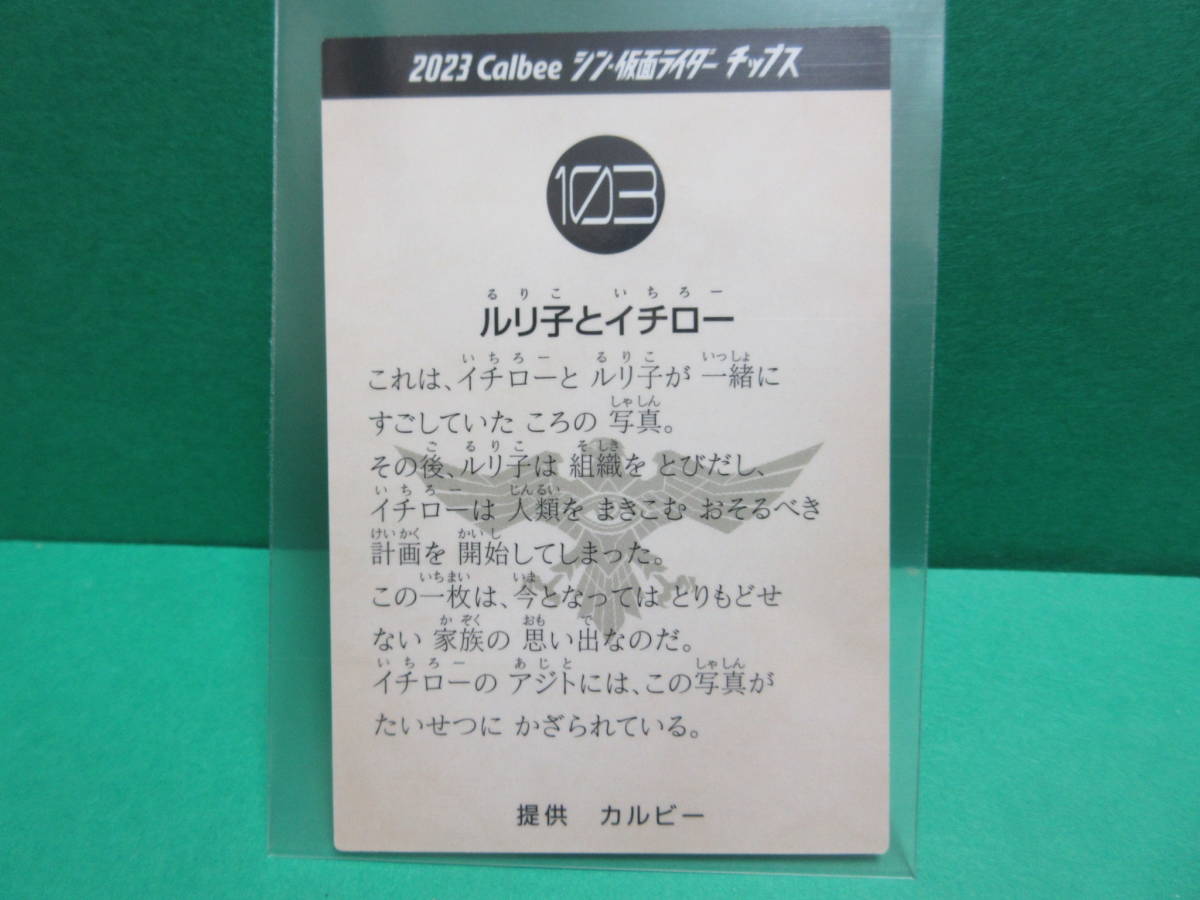 2023 Calbee シン・仮面ライダー チップス
103
るりこ いちろー
ルリ子とイチロー
いちろー るりこ いっしょ
これは、イチローと ルリ子が 一緒に
しゃしん
すごしていた ころの 写真。
ご るりこ そしき
その後、ルリ子は 組織を とびだし、
いちろー じんるい
イチローは 人類を まきこむ おそるべき
けいかく かいし
計画を 開始してしまった。
いちまい いま
この一枚は、今となっては とりもどせ
かぞく おも で
ない 家族の 思い出なのだ。
いちろー あじと しゃしん
イチローの アジトには、この写真が
たいせつに かざられている。
提供 カルビー